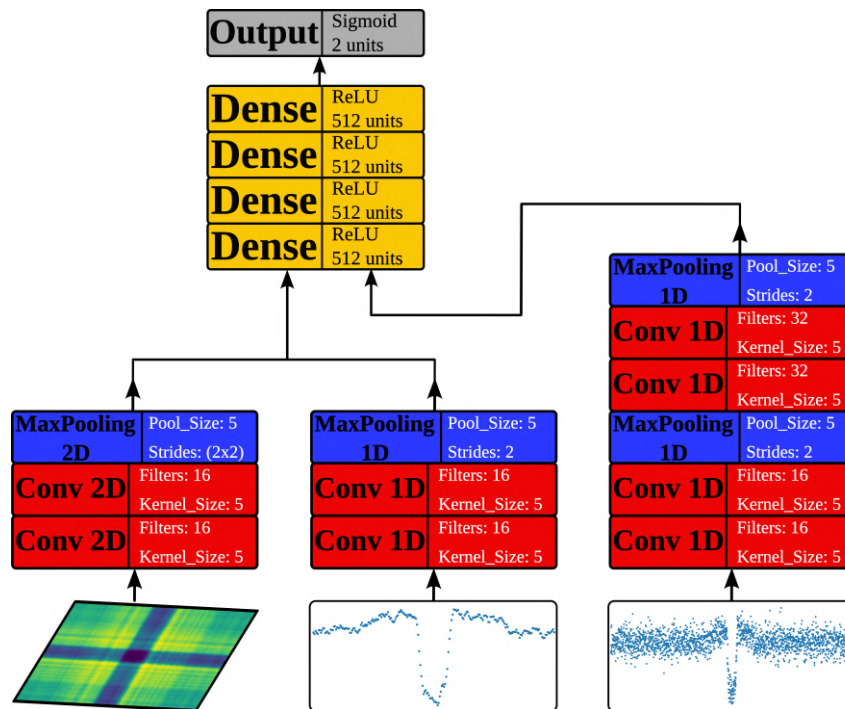 Output
Sigmoid
2 units
Dense
ReLU
512 units
Dense
ReLU
512 units
Dense
ReLU
512 units
Dense
ReLU
512 units
MaxPooling
2D
Pool_Size: 5
Strides: (2x2)
Conv 2D
Filters: 16
Kernel_Size: 5
Conv 2D
Filters: 16
Kernel_Size: 5
MaxPooling
1D
Pool_Size: 5
Strides: 2
Conv 1D
Filters: 16
Kernel_Size: 5
Conv 1D
Filters: 16
Kernel_Size: 5
MaxPooling
1D
Pool_Size: 5
Strides: 2
Conv 1D
Filters: 32
Kernel_Size: 5
Conv 1D
Filters: 32
Kernel_Size: 5
MaxPooling
1D
Pool_Size: 5
Strides: 2
Conv 1D
Filters: 16
Kernel_Size: 5
Conv 1D
Filters: 16
Kernel_Size: 5